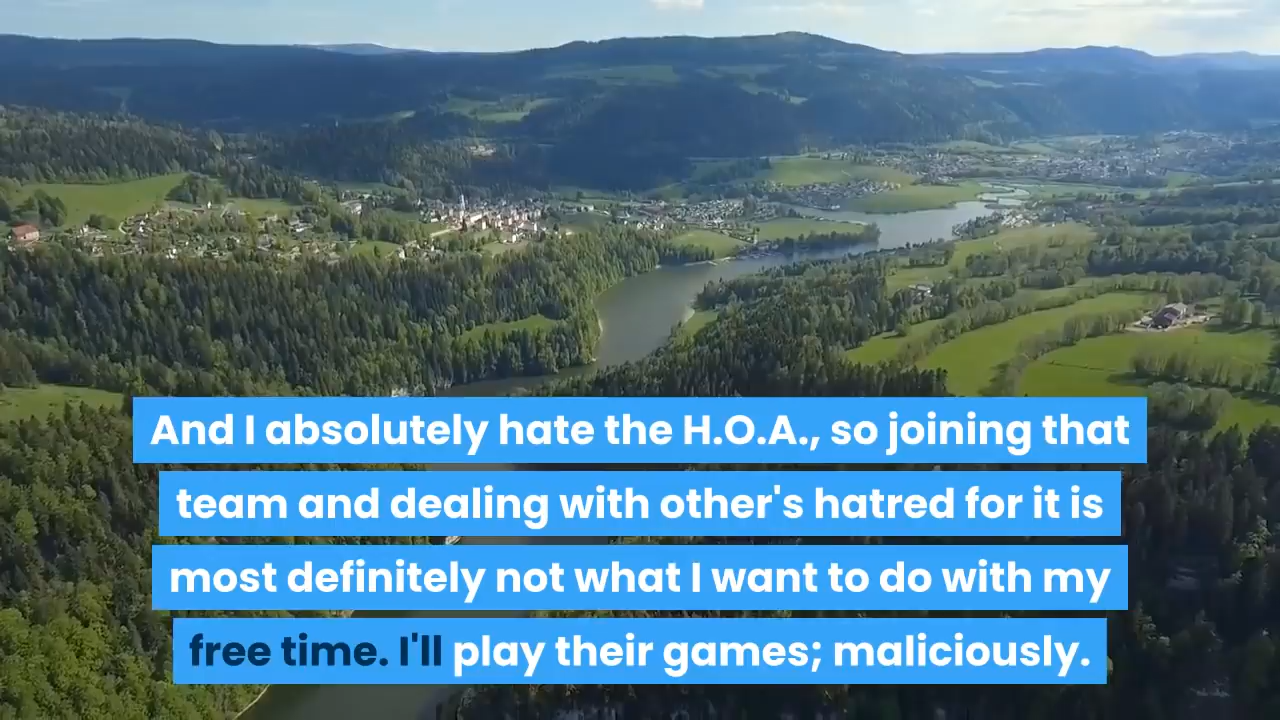 And I absolutely hate the H.O.A., so joining that
team and dealing with other's hatred for it is
most definitely not what I want to do with my
free time. I'll play their games; maliciously.